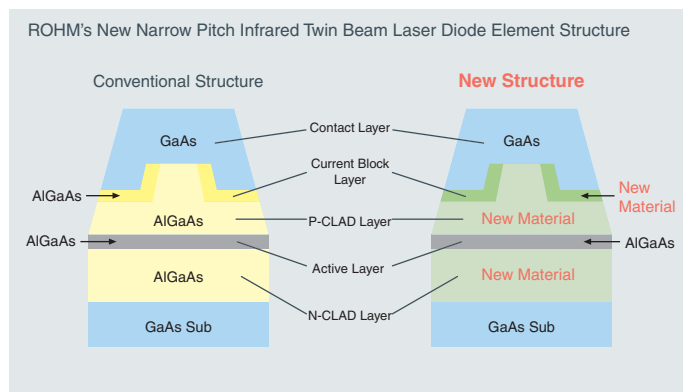 ROHM's New Narrow Pitch Infrared Twin Beam Laser Diode Element Structure
Conventional Structure
New Structure
GaAs
Contact Layer
GaAs
Current Block
Layer
AlGaAs
New
Material
AlGaAs
P-CLAD Layer
New Material
AlGaAs
AlGaAs
Active Layer
AlGaAs
New Material
N-CLAD Layer
GaAs Sub
GaAs Sub